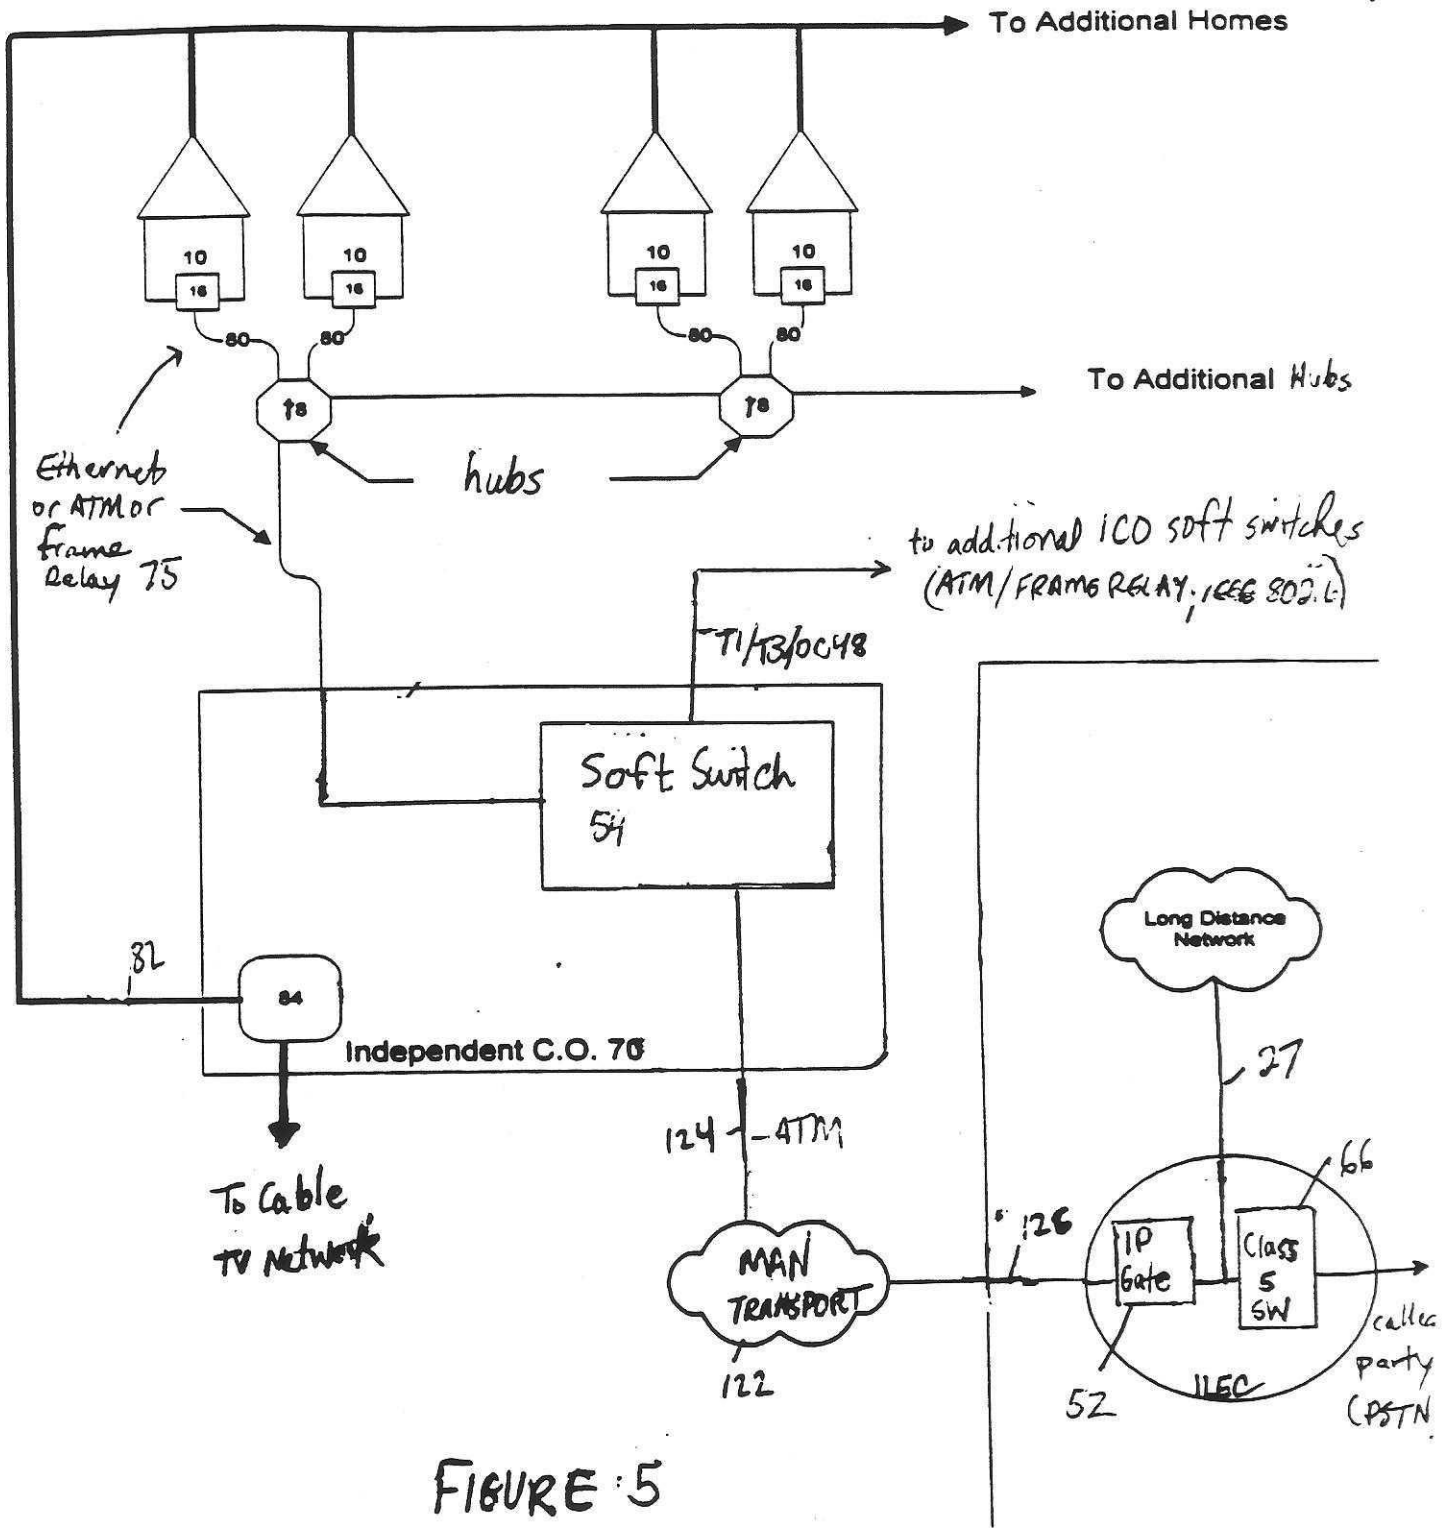 To Additional Homes
10
16
10
16
10
16
10
16
80
80
80
80
To Additional Hubs
78
78
hubs
Ethernet
or ATM or
Frame
Relay 75
to additional ICO soft switches
(ATM/FRAME RELAY, IEEE 802.
T1/T3/OC48
Soft Switch
54
Long Distance
Network
82
84
Independent C.O. 76
27
124
ATM
66
To Cable
TV Network
126
IP
Gate
Class
5
SW
MAN
TRANSPORT
called
party
(PSTN
ILEC
52
122
FIGURE 5